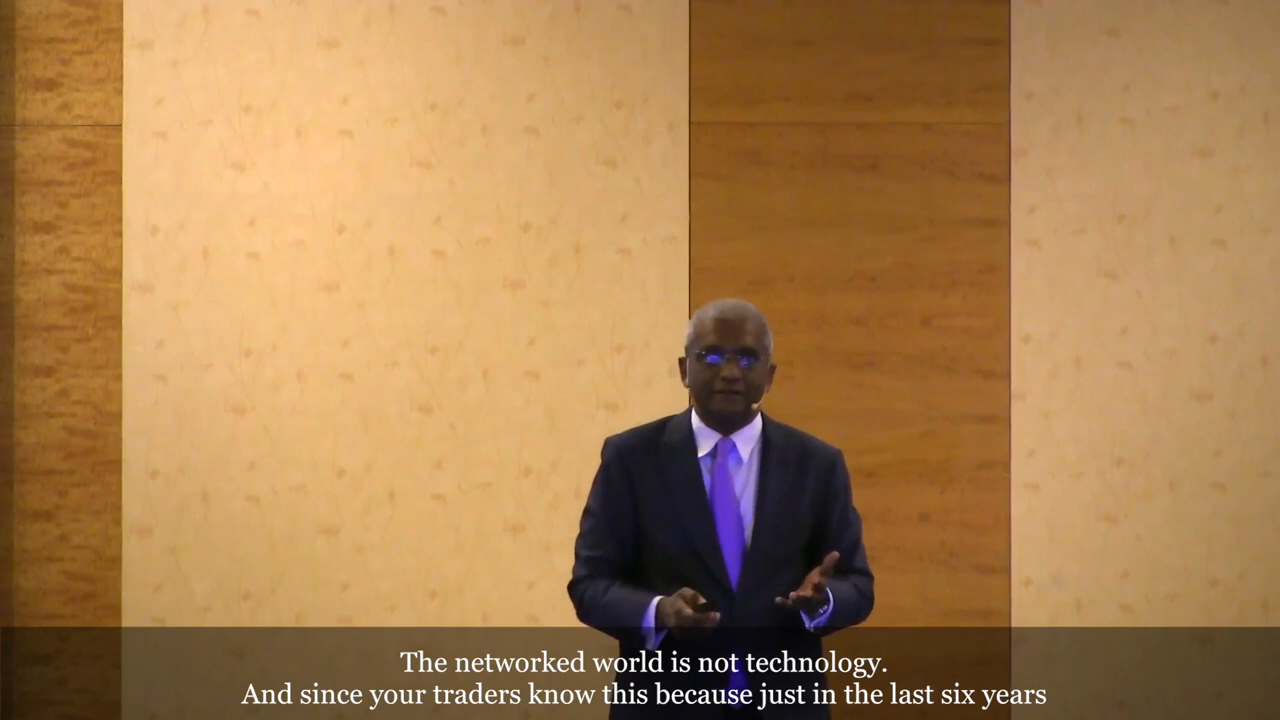 The networked world is not technology.
And since your traders know this because just in the last six years